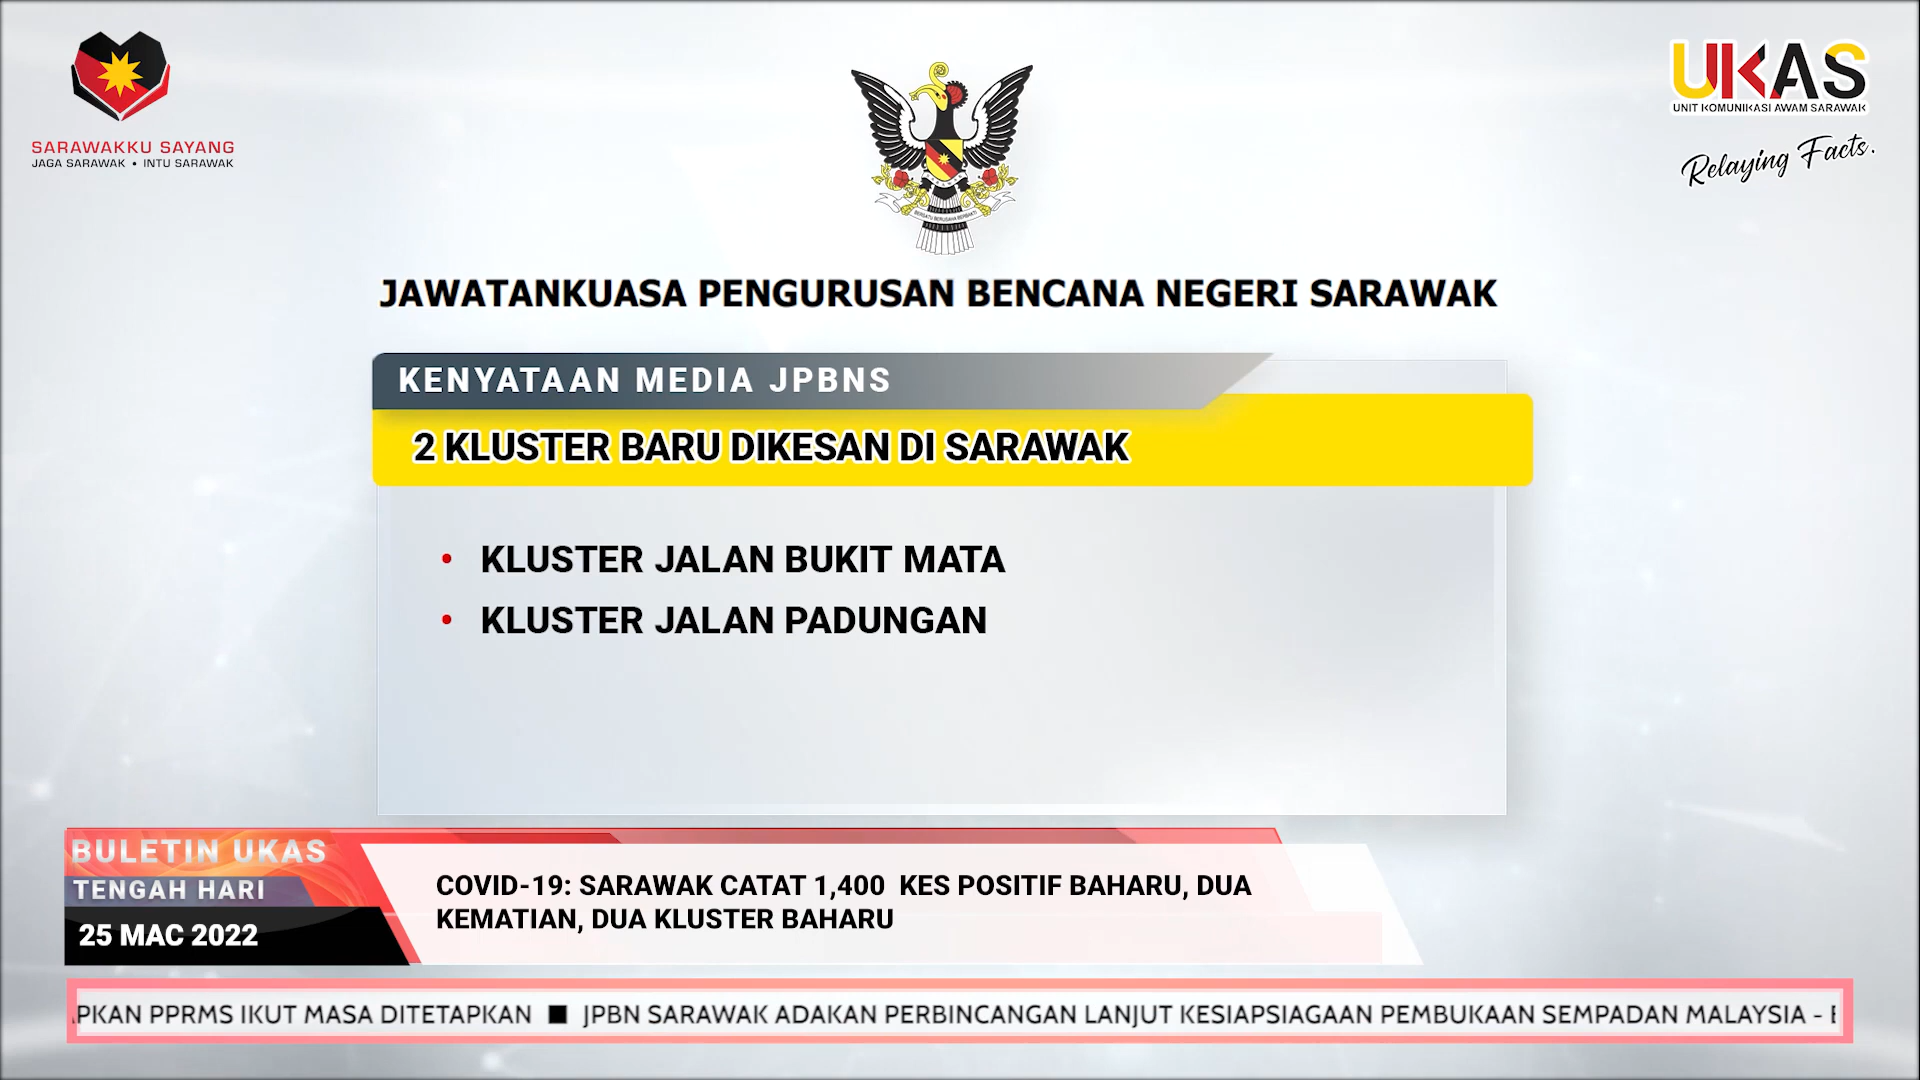 SARAWAKKU SAYANG
JAGA SARAWAK • INTU SARAWAK
UKAS
UNIT KOMUNIKASI AWAM SARAWAK
Relaying Facts.
BERSATU BERUSAHA BERBAKTI
JAWATANKUASA PENGURUSAN BENCANA NEGERI SARAWAK
KENYATAAN MEDIA JPBNS
2 KLUSTER BARU DIKESAN DI SARAWAK
• KLUSTER JALAN BUKIT MATA
• KLUSTER JALAN PADUNGAN
BULETIN UKAS
TENGAH HARI
25 MAC 2022
COVID-19: SARAWAK CATAT 1,400 KES POSITIF BAHARU, DUA
KEMATIAN, DUA KLUSTER BAHARU
PKAN PPRMS IKUT MASA DITETAPKAN ■ JPBN SARAWAK ADAKAN PERBINCANGAN LANJUT KESIAPSIAGAAN PEMBUKAAN SEMPADAN MALAYSIA -